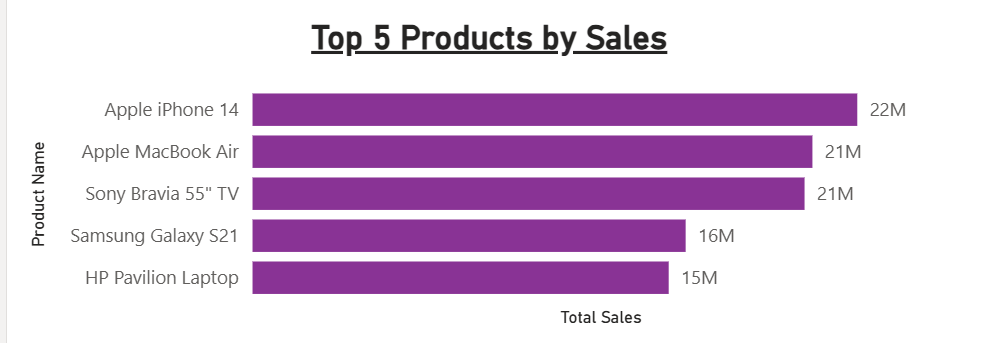 Top 5 Products by Sales
Product Name
Apple iPhone 14 22M
Apple MacBook Air 21M
Sony Bravia 55" TV 21M
Samsung Galaxy S21 16M
HP Pavilion Laptop 15M
Total Sales